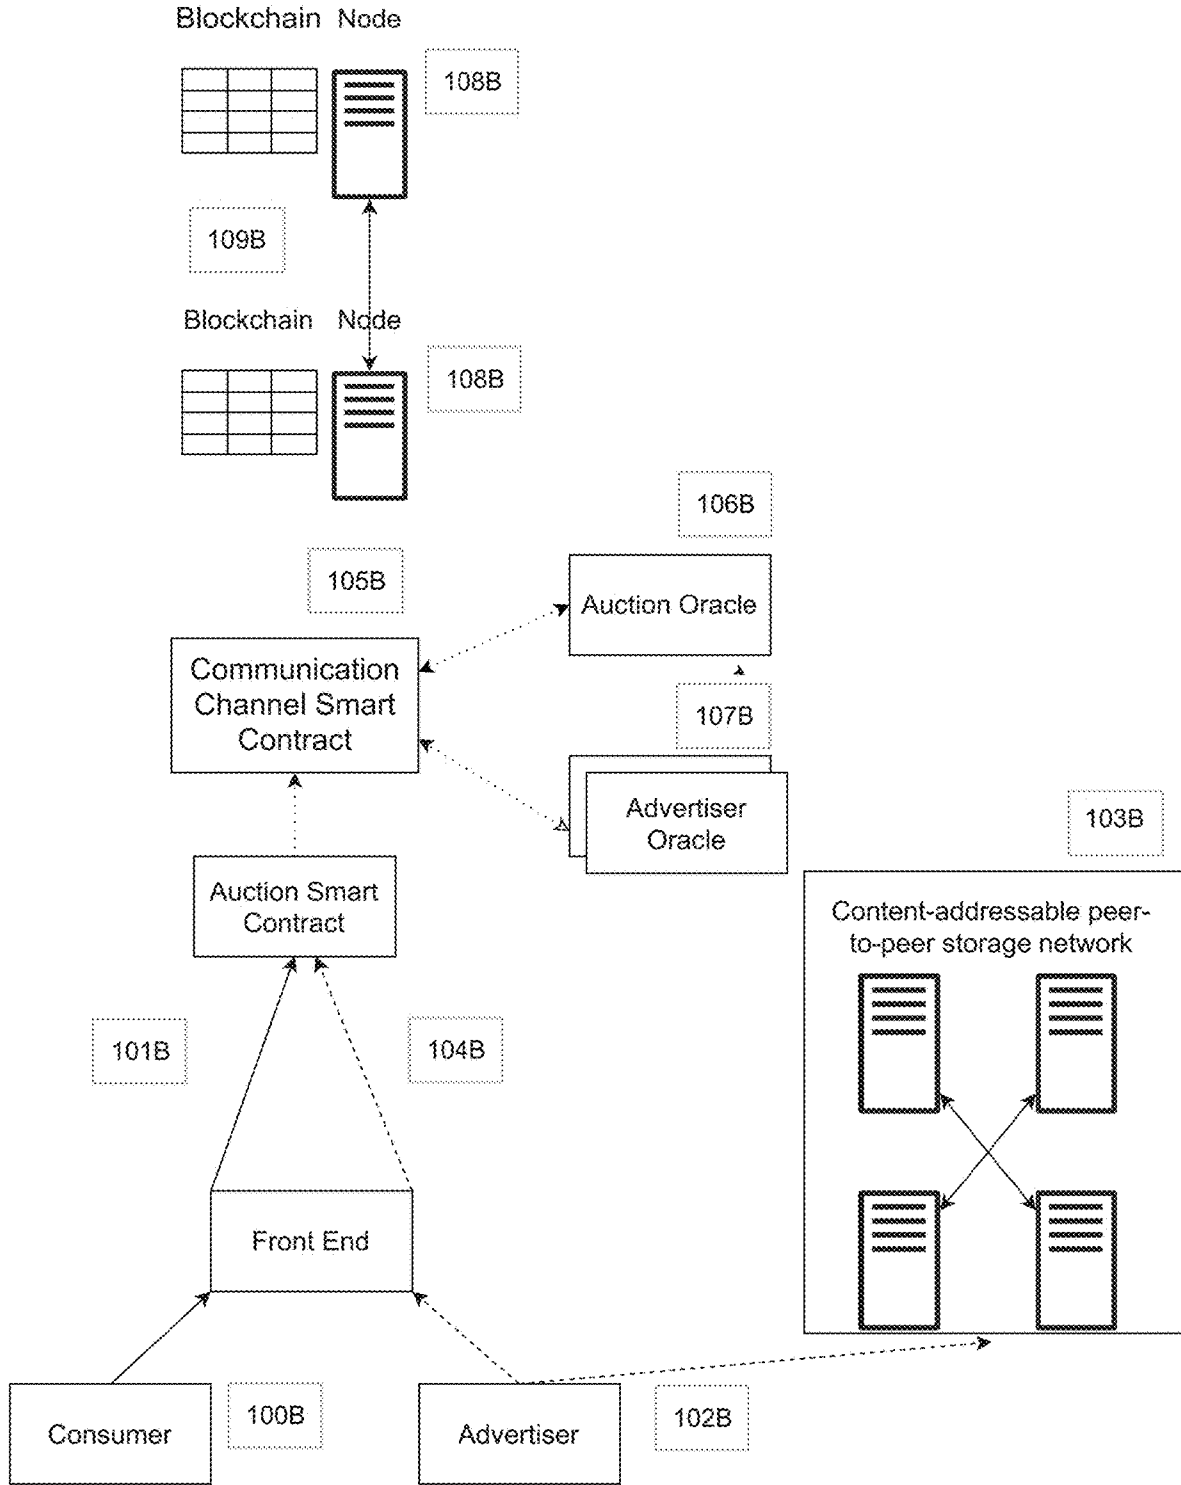 Blockchain Node
108B
109B
Blockchain Node
108B
106B
105B
Auction Oracle
Communication
Channel Smart
Contract
107B
Advertiser
Oracle
103B
Auction Smart
Contract
Content-addressable peer-
to-peer storage network
101B
104B
Front End
Consumer
100B
Advertiser
102B